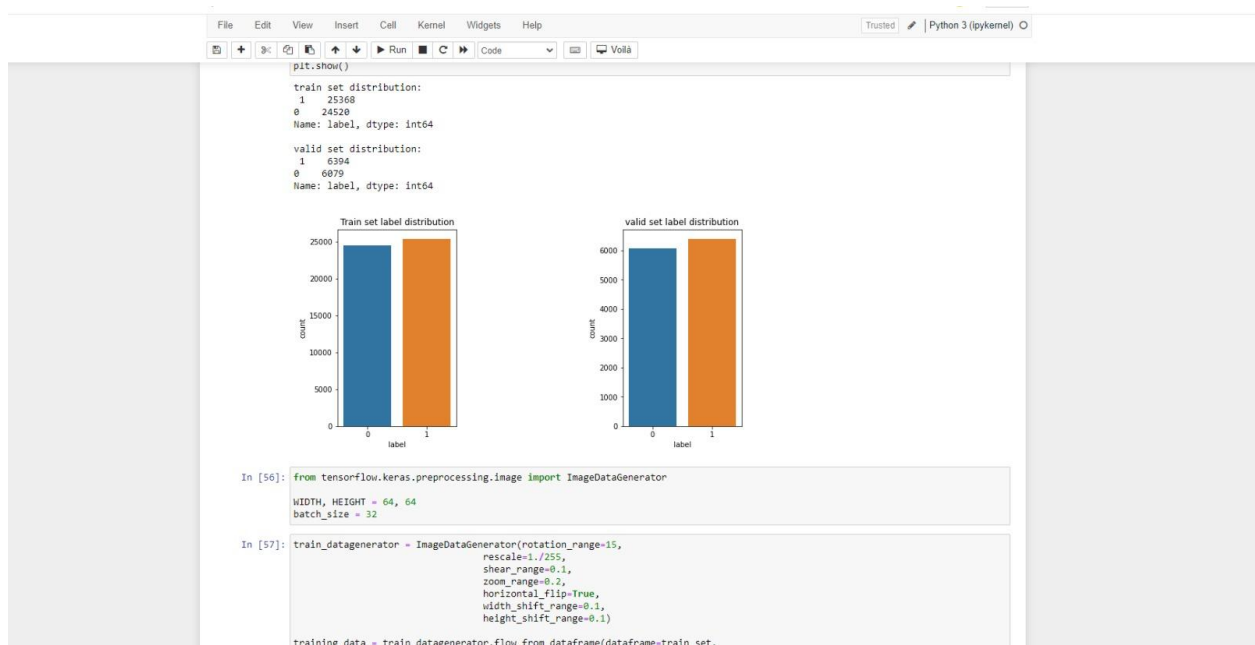 File Edit View Insert Cell Kernel Widgets Help
Trusted Python 3 (ipykernel)
Run Code Voilà
plt.show()
train set distribution:
1 25368
0 24520
Name: label, dtype: int64
valid set distribution:
1 6394
0 6079
Name: label, dtype: int64
Train set label distribution
25000
20000
15000
10000
5000
0
count
0 1
label
valid set label distribution
6000
5000
4000
3000
2000
1000
0
count
0 1
label
In [56]: from tensorflow.keras.preprocessing.image import ImageDataGenerator
WIDTH, HEIGHT = 64, 64
batch_size = 32
In [57]: train_datagenerator = ImageDataGenerator(rotation_range=15,
rescale=1./255,
shear_range=0.1,
zoom_range=0.2,
horizontal_flip=True,
width_shift_range=0.1,
height_shift_range=0.1)
training_data = train_datagenerator.flow_from_dataframe(dataframe=train_set,